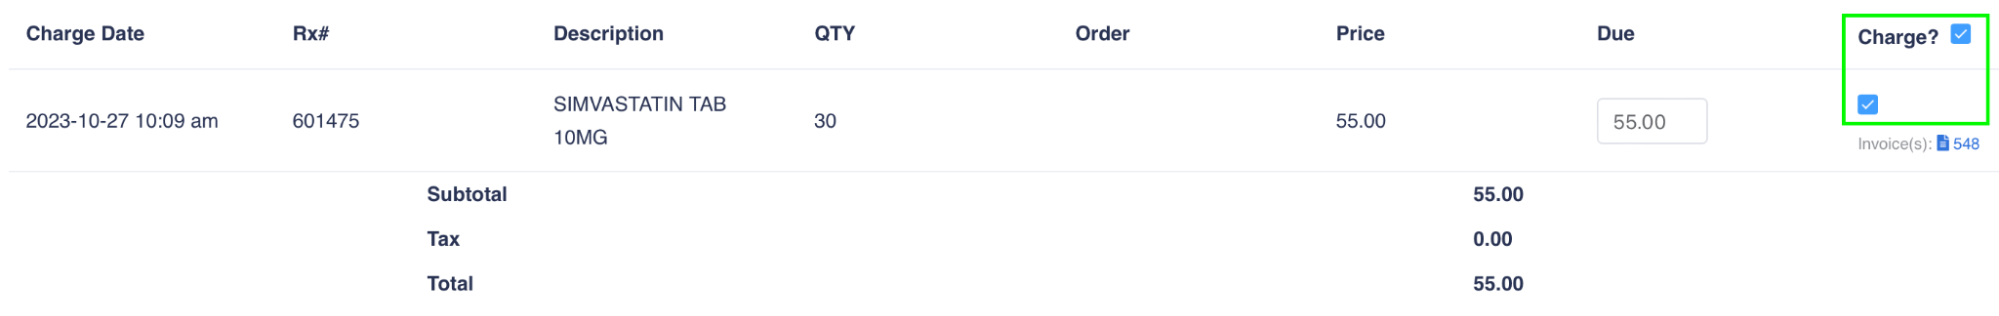 Charge Date Rx# Description QTY Order Price Due Charge?
2023-10-27 10:09 am 601475 SIMVASTATIN TAB 30 55.00 55.00
10MG
Invoice(s): 548
Subtotal 55.00
Tax 0.00
Total 55.00